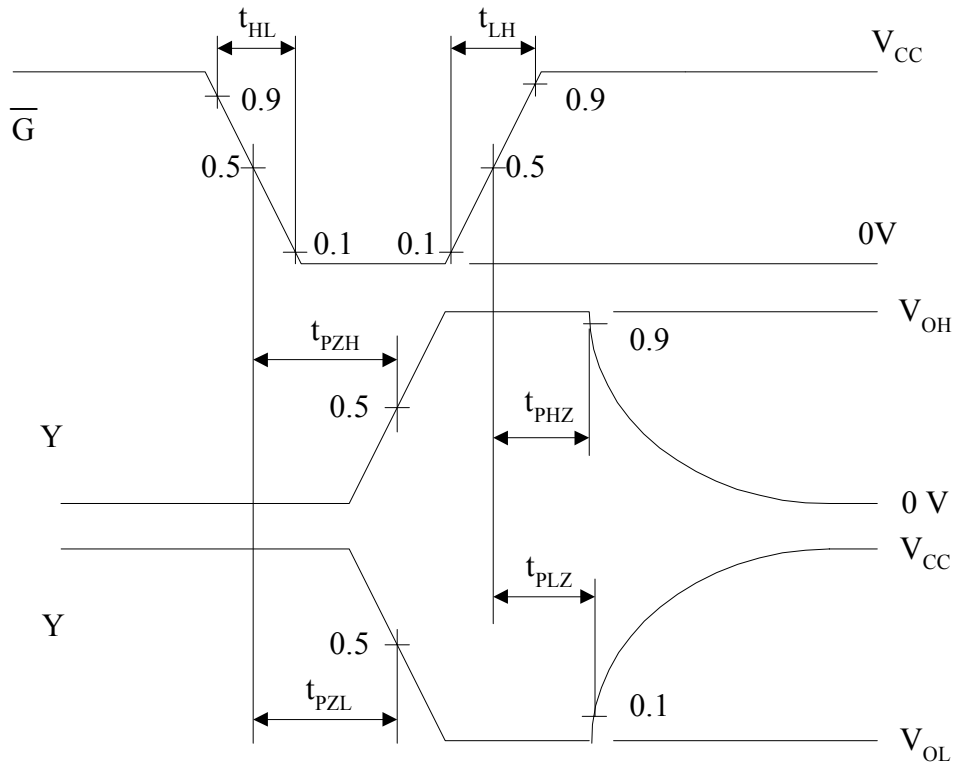 t_HL t_LH
V_CC
G̅
0.9 0.9
0.5 0.5
0.1 0.1
0V
V_OH
t_PZH 0.9
0.5 t_PHZ
Y
0 V
V_CC
t_PLZ
Y
0.5
t_PZL 0.1
V_OL